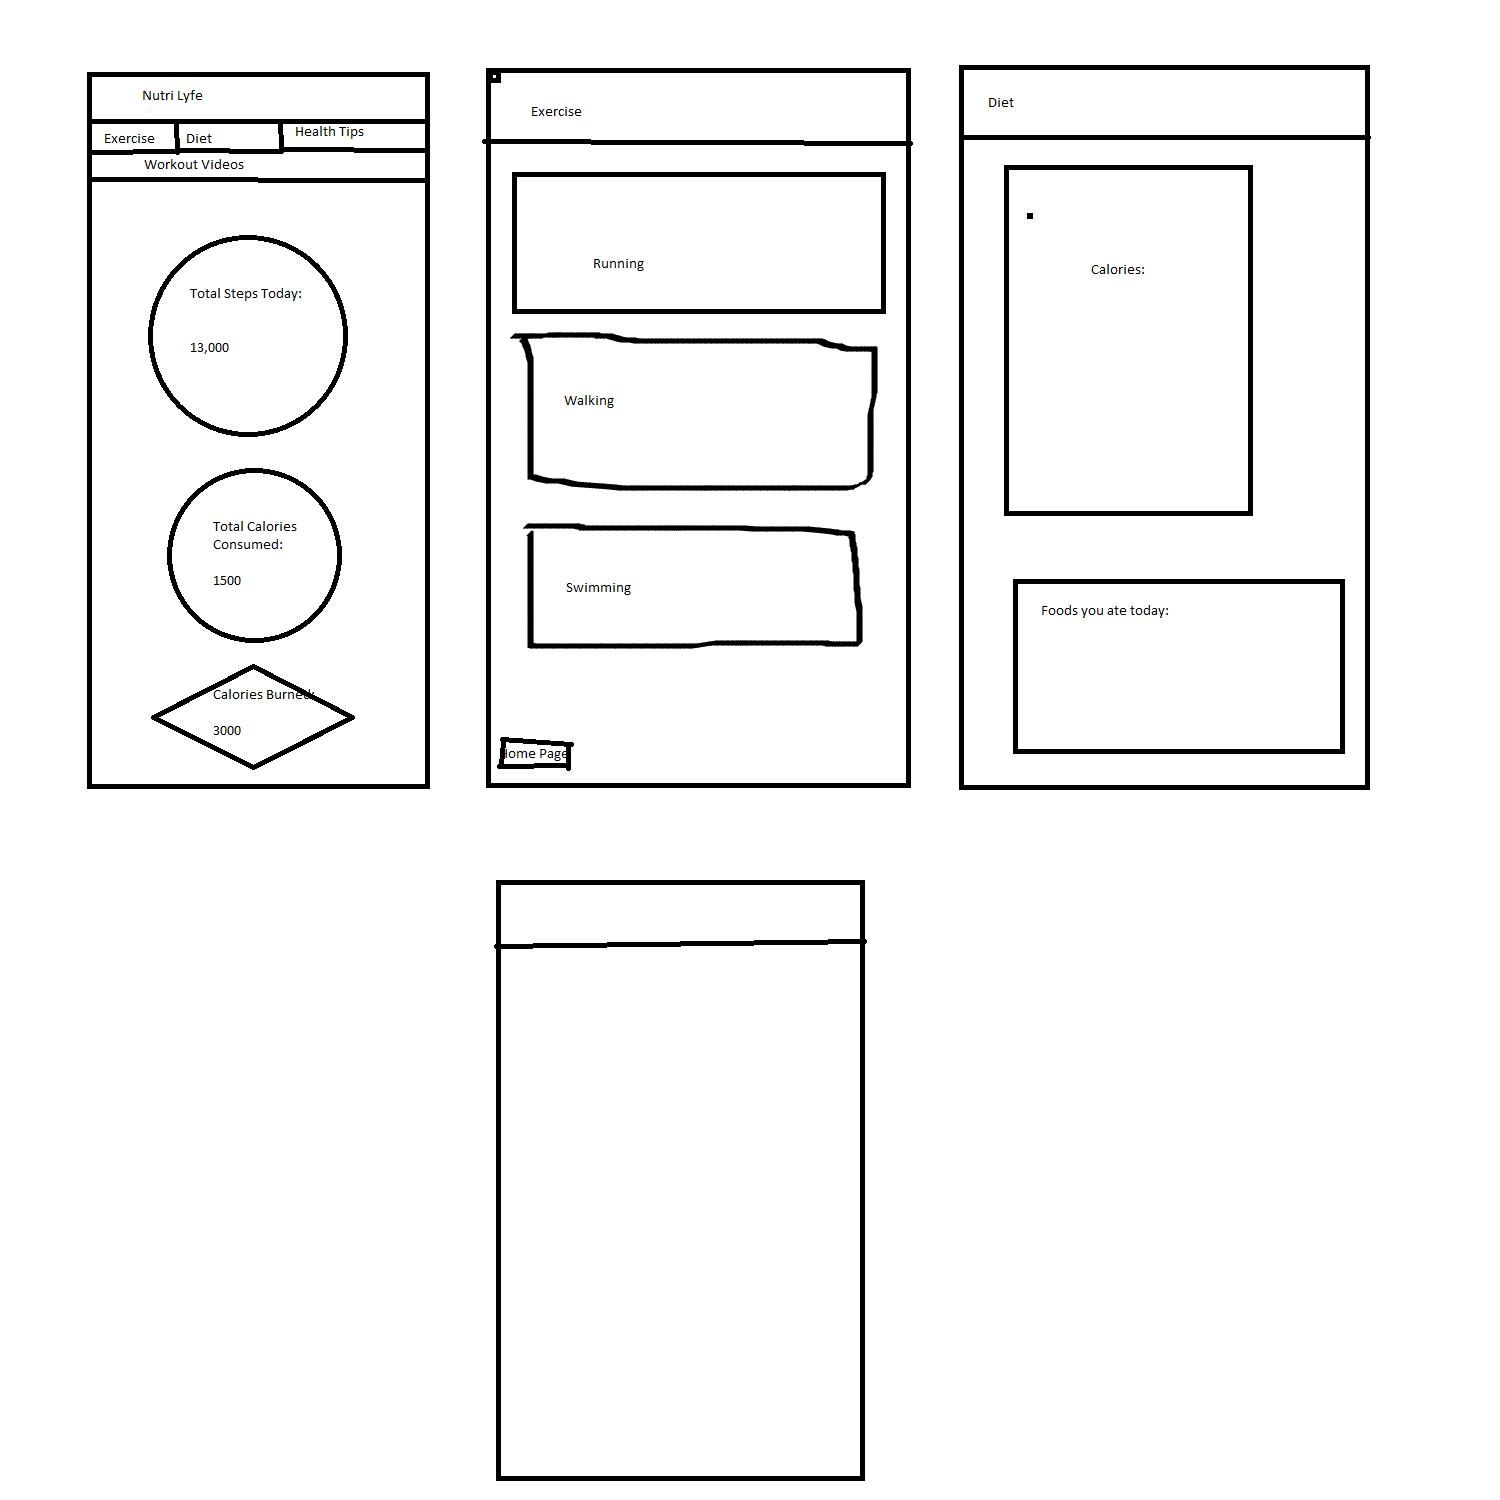 Nutri Lyfe
Exercise
Diet
Health Tips
Workout Videos
Total Steps Today:
13,000
Total Calories
Consumed:
1500
Calories Burned:
3000
Exercise
Running
Walking
Swimming
Home Page
Diet
Calories:
Foods you ate today: